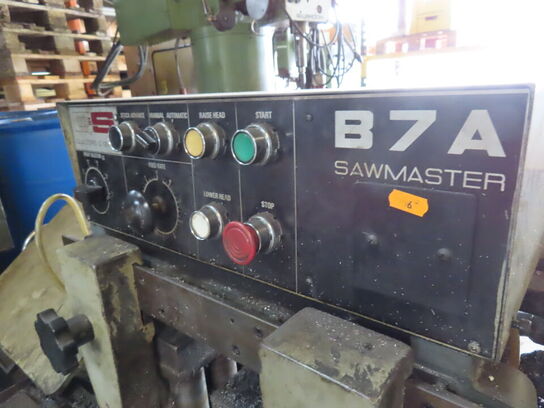 STOCK ADVANCE
MANUAL AUTOMATIC
RAISE HEAD
START
B7A
SAWMASTER
FEED RATE
LOWER HEAD
STOP
6